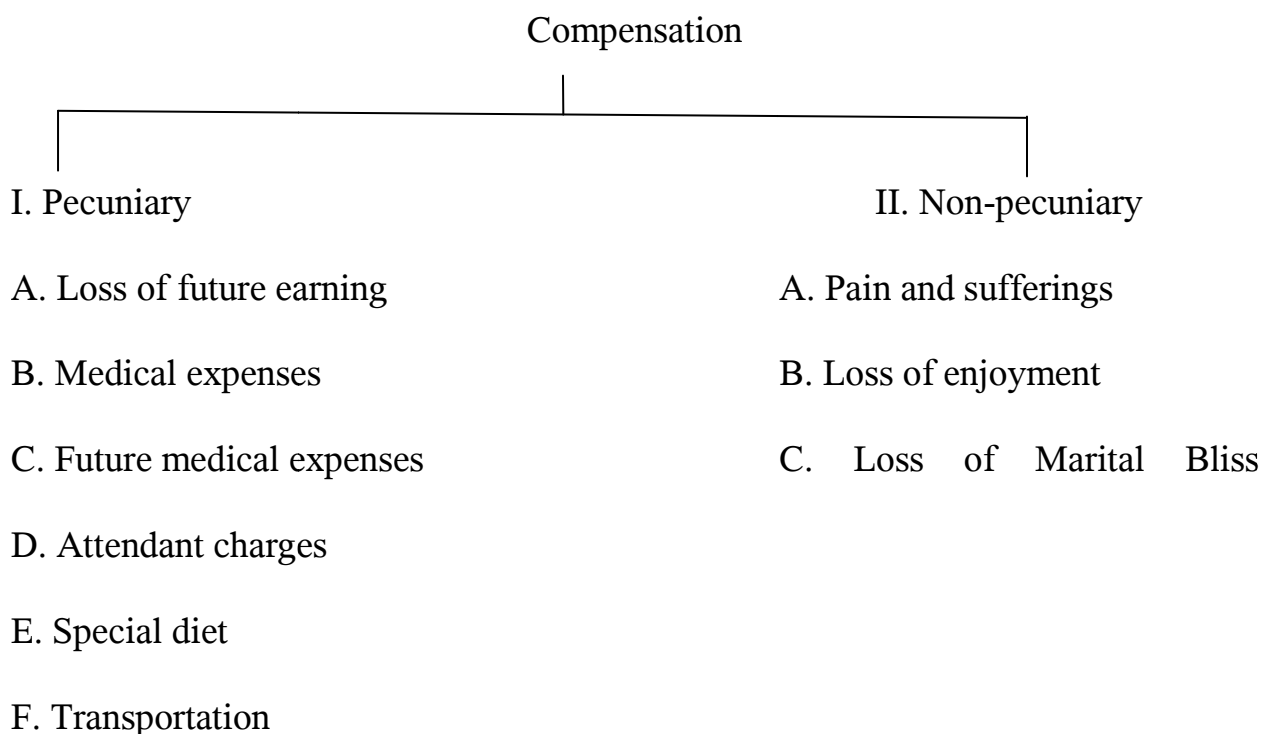 Compensation
I. Pecuniary
A. Loss of future earning
B. Medical expenses
C. Future medical expenses
D. Attendant charges
E. Special diet
F. Transportation
II. Non-pecuniary
A. Pain and sufferings
B. Loss of enjoyment
C. Loss of Marital Bliss